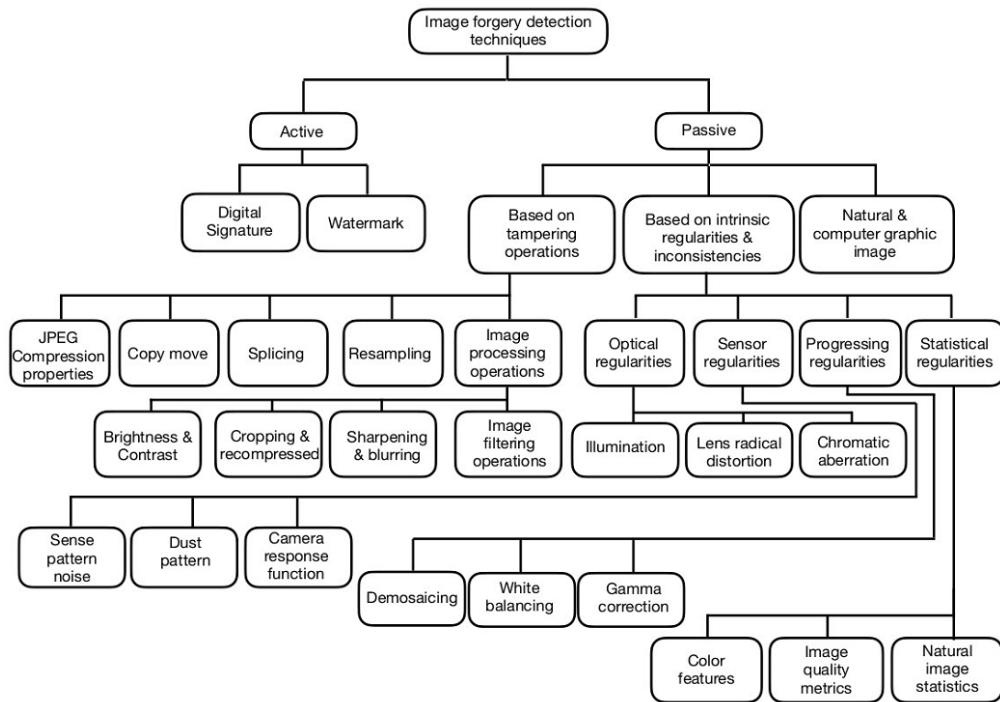 Image forgery detection
techniques
Active
Passive
Digital
Signature
Watermark
Based on
tampering
operations
Based on intrinsic
regularities &
inconsistencies
Natural &
computer graphic
image
JPEG
Compression
properties
Copy move
Splicing
Resampling
Image
processing
operations
Optical
regularities
Sensor
regularities
Progressing
regularities
Statistical
regularities
Brightness &
Contrast
Cropping &
recompressed
Sharpening
& blurring
Image
filtering
operations
Illumination
Lens radical
distortion
Chromatic
aberration
Sense
pattern
noise
Dust
pattern
Camera
response
function
Demosaicing
White
balancing
Gamma
correction
Color
features
Image
quality
metrics
Natural
image
statistics